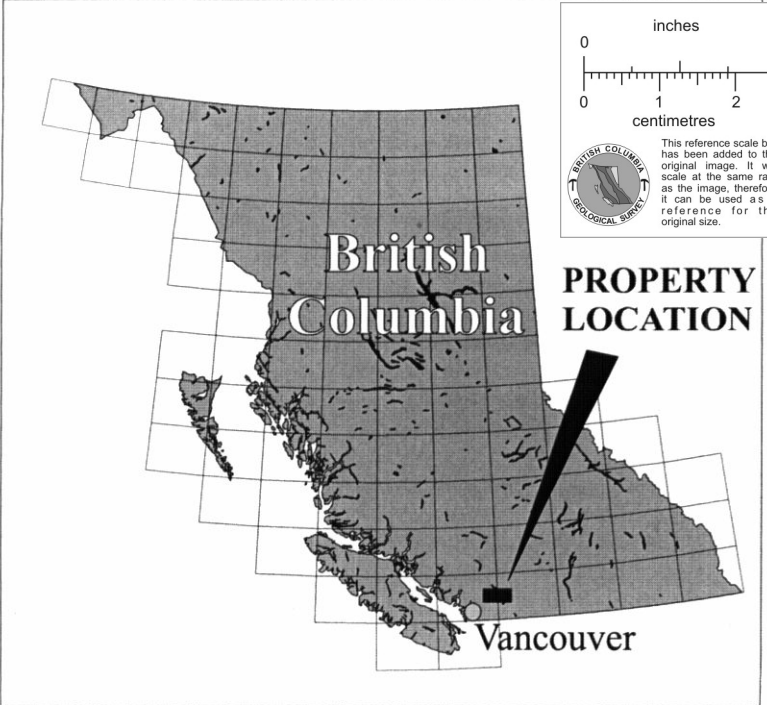 inches
0
0 1 2
centimetres
BRITISH COLUMBIA
GEOLOGICAL SURVEY
This reference scale b
has been added to th
original image. It w
scale at the same ra
as the image, therefor
it can be used as
reference for th
original size.
British
Columbia
PROPERTY
LOCATION
Vancouver